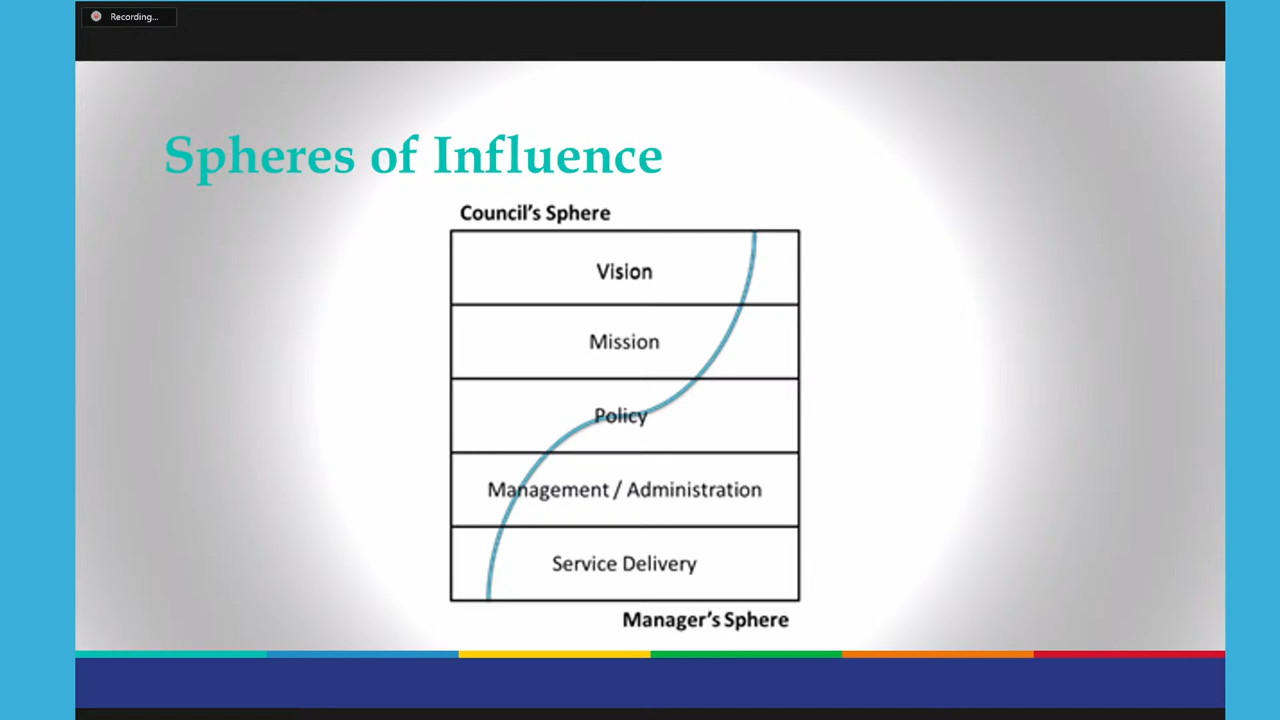 Recording...
Spheres of Influence
Council's Sphere
Vision
Mission
Policy
Management / Administration
Service Delivery
Manager's Sphere